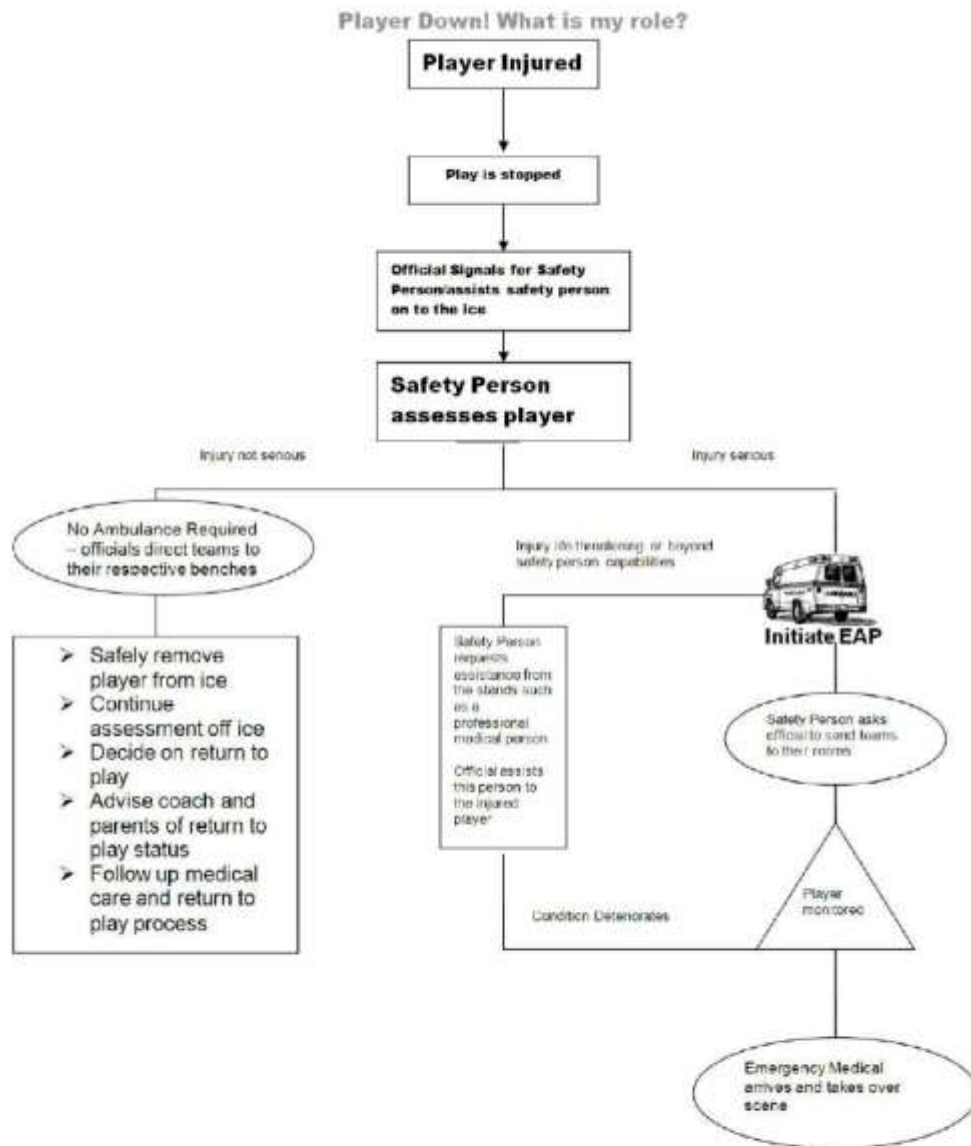 Player Down! What is my role?
Player Injured
Play is stopped
Official Signals for Safety
Person/assists safety person
on to the ice
Safety Person
assesses player
Injury not serious
Injury serious
No Ambulance Required
– officials direct teams to
their respective benches
Injury life threatening or beyond
safety person capabilities
Initiate EAP
➢ Safely remove
player from ice
➢ Continue
assessment off ice
➢ Decide on return to
play
➢ Advise coach and
parents of return to
play status
➢ Follow up medical
care and return to
play process
Safety Person
requests
assistance from
the stands such
as a
professional
medical person
Official assists
this person to
the injured
player
Safety Person asks
official to send teams
to their rooms
Player
monitored
Condition Deteriorates
Emergency Medical
arrives and takes over
scene